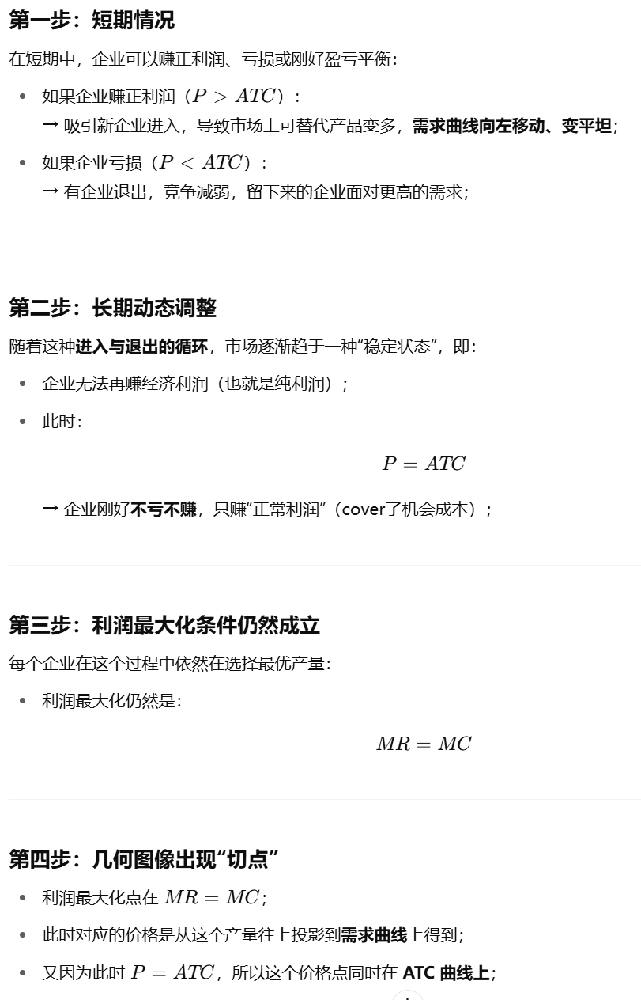 第一步：短期情况
在短期中，企业可以赚正利润、亏损或刚好盈亏平衡：
• 如果企业赚正利润（P > ATC）：
→ 吸引新企业进入，导致市场上可替代产品变多，需求曲线向左移动、变平坦；
• 如果企业亏损（P < ATC）：
→ 有企业退出，竞争减弱，留下来的企业面对更高的需求；
第二步：长期动态调整
随着这种进入与退出的循环，市场逐渐趋于一种“稳定状态”，即：
• 企业无法再赚经济利润（也就是纯利润）；
• 此时：
P = ATC
→ 企业刚好不亏不赚，只赚“正常利润”（cover了机会成本）；
第三步：利润最大化条件仍然成立
每个企业在这个过程中依然在选择最优产量：
• 利润最大化仍然是：
MR = MC
第四步：几何图像出现“切点”
• 利润最大化点在 MR = MC；
• 此时对应的价格是从这个产量往上投影到需求曲线上得到；
• 又因为此时 P = ATC，所以这个价格点同时在 ATC 曲线上；